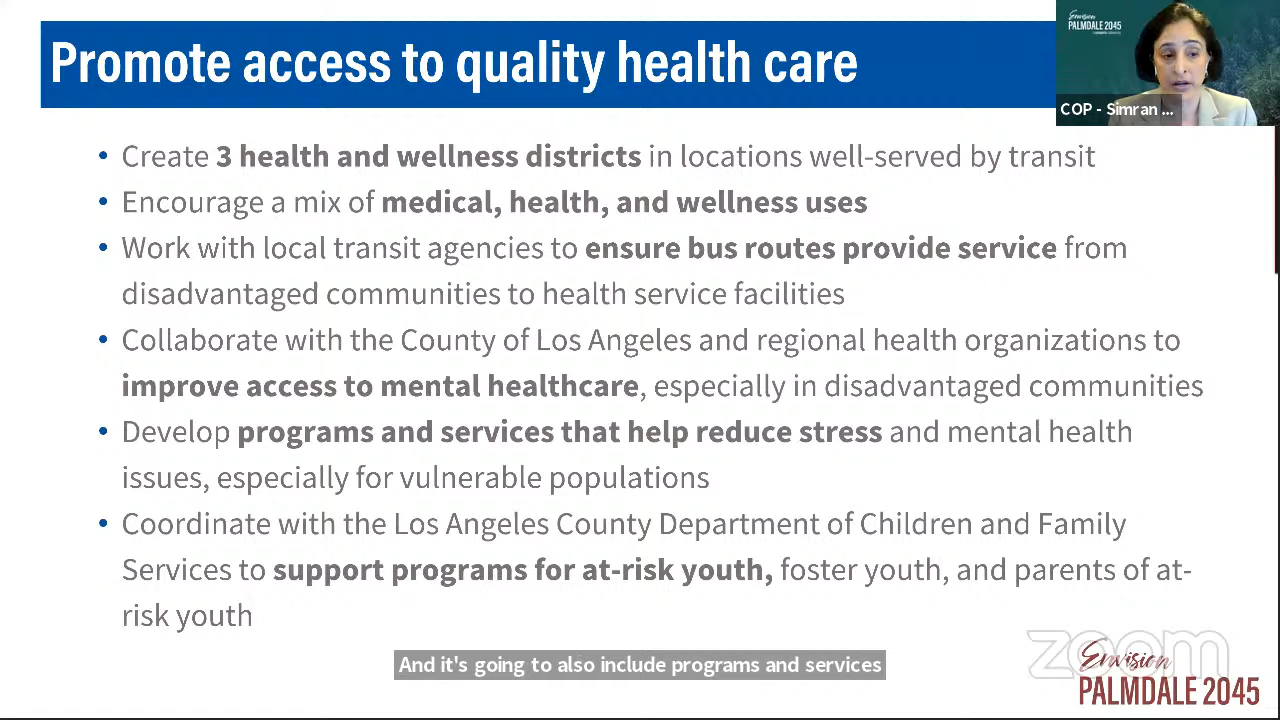 Promote access to quality health care
Envision
PALMDALE 2045
COP - Simran ...
• Create 3 health and wellness districts in locations well-served by transit
• Encourage a mix of medical, health, and wellness uses
• Work with local transit agencies to ensure bus routes provide service from
disadvantaged communities to health service facilities
• Collaborate with the County of Los Angeles and regional health organizations to
improve access to mental healthcare, especially in disadvantaged communities
• Develop programs and services that help reduce stress and mental health
issues, especially for vulnerable populations
• Coordinate with the Los Angeles County Department of Children and Family
Services to support programs for at-risk youth, foster youth, and parents of at-
risk youth
And it's going to also include programs and services
zoom
Envision
PALMDALE 2045